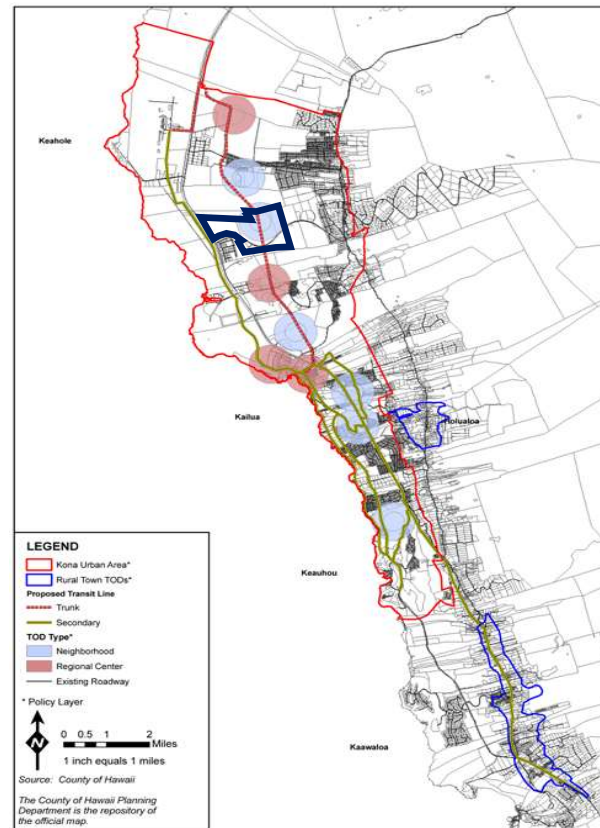 Keahole
Kailua
Holualoa
Keauhou
Kaawaloa
LEGEND
Kona Urban Area*
Rural Town TODs*
Proposed Transit Line
Trunk
Secondary
TOD Type*
Neighborhood
Regional Center
Existing Roadway
* Policy Layer
N
0 0.5 1 2
Miles
1 inch equals 1 miles
Source: County of Hawaii
The County of Hawaii Planning
Department is the repository of
the official map.